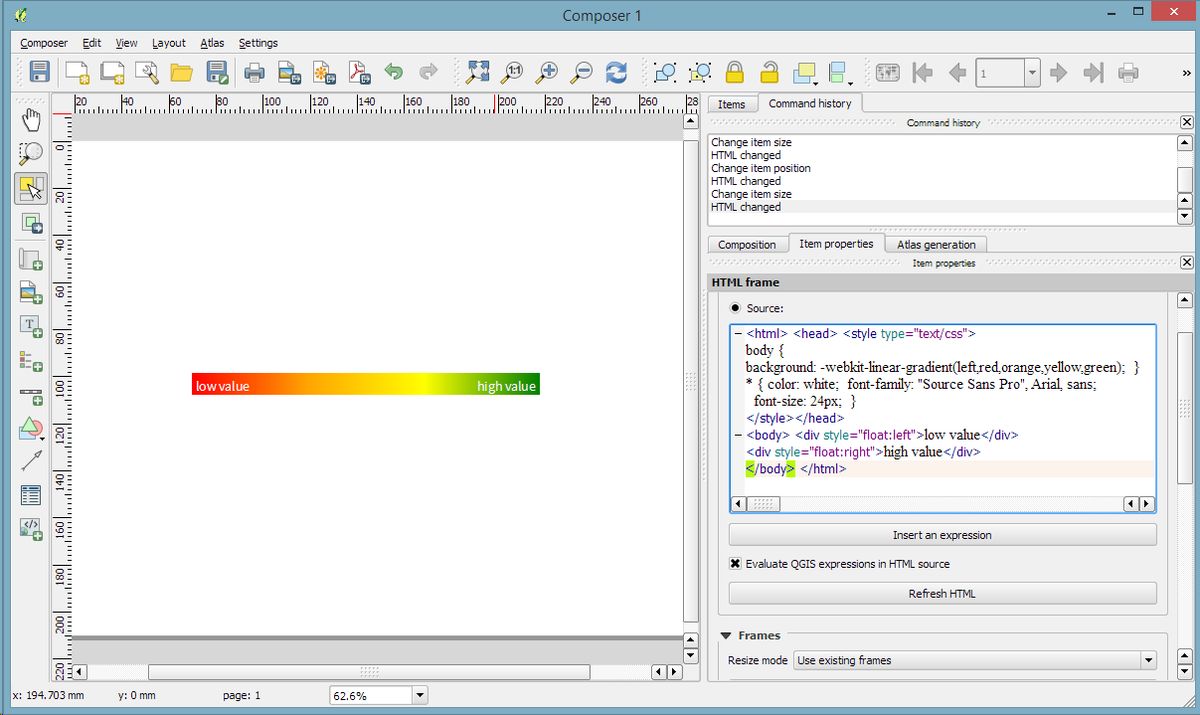 Composer 1
Composer Edit View Layout Atlas Settings
1:1
1
»
20 40 60 80 100 120 140 160 180 200 220 240 260 28
0
20
40
60
80
100
120
140
160
180
200
220
low value high value
Items Command history
Command history
Change item size
HTML changed
Change item position
HTML changed
Change item size
HTML changed
Composition Item properties Atlas generation
Item properties
HTML frame
Source:
<html> <head> <style type="text/css">
body {
background: -webkit-linear-gradient(left,red,orange,yellow,green); }
* { color: white; font-family: "Source Sans Pro", Arial, sans;
font-size: 24px; }
</style></head>
<body> <div style="float:left">low value</div>
<div style="float:right">high value</div>
</body> </html>
Insert an expression
Evaluate QGIS expressions in HTML source
Refresh HTML
Frames
Resize mode Use existing frames
x: 194.703 mm y: 0 mm page: 1 62.6%